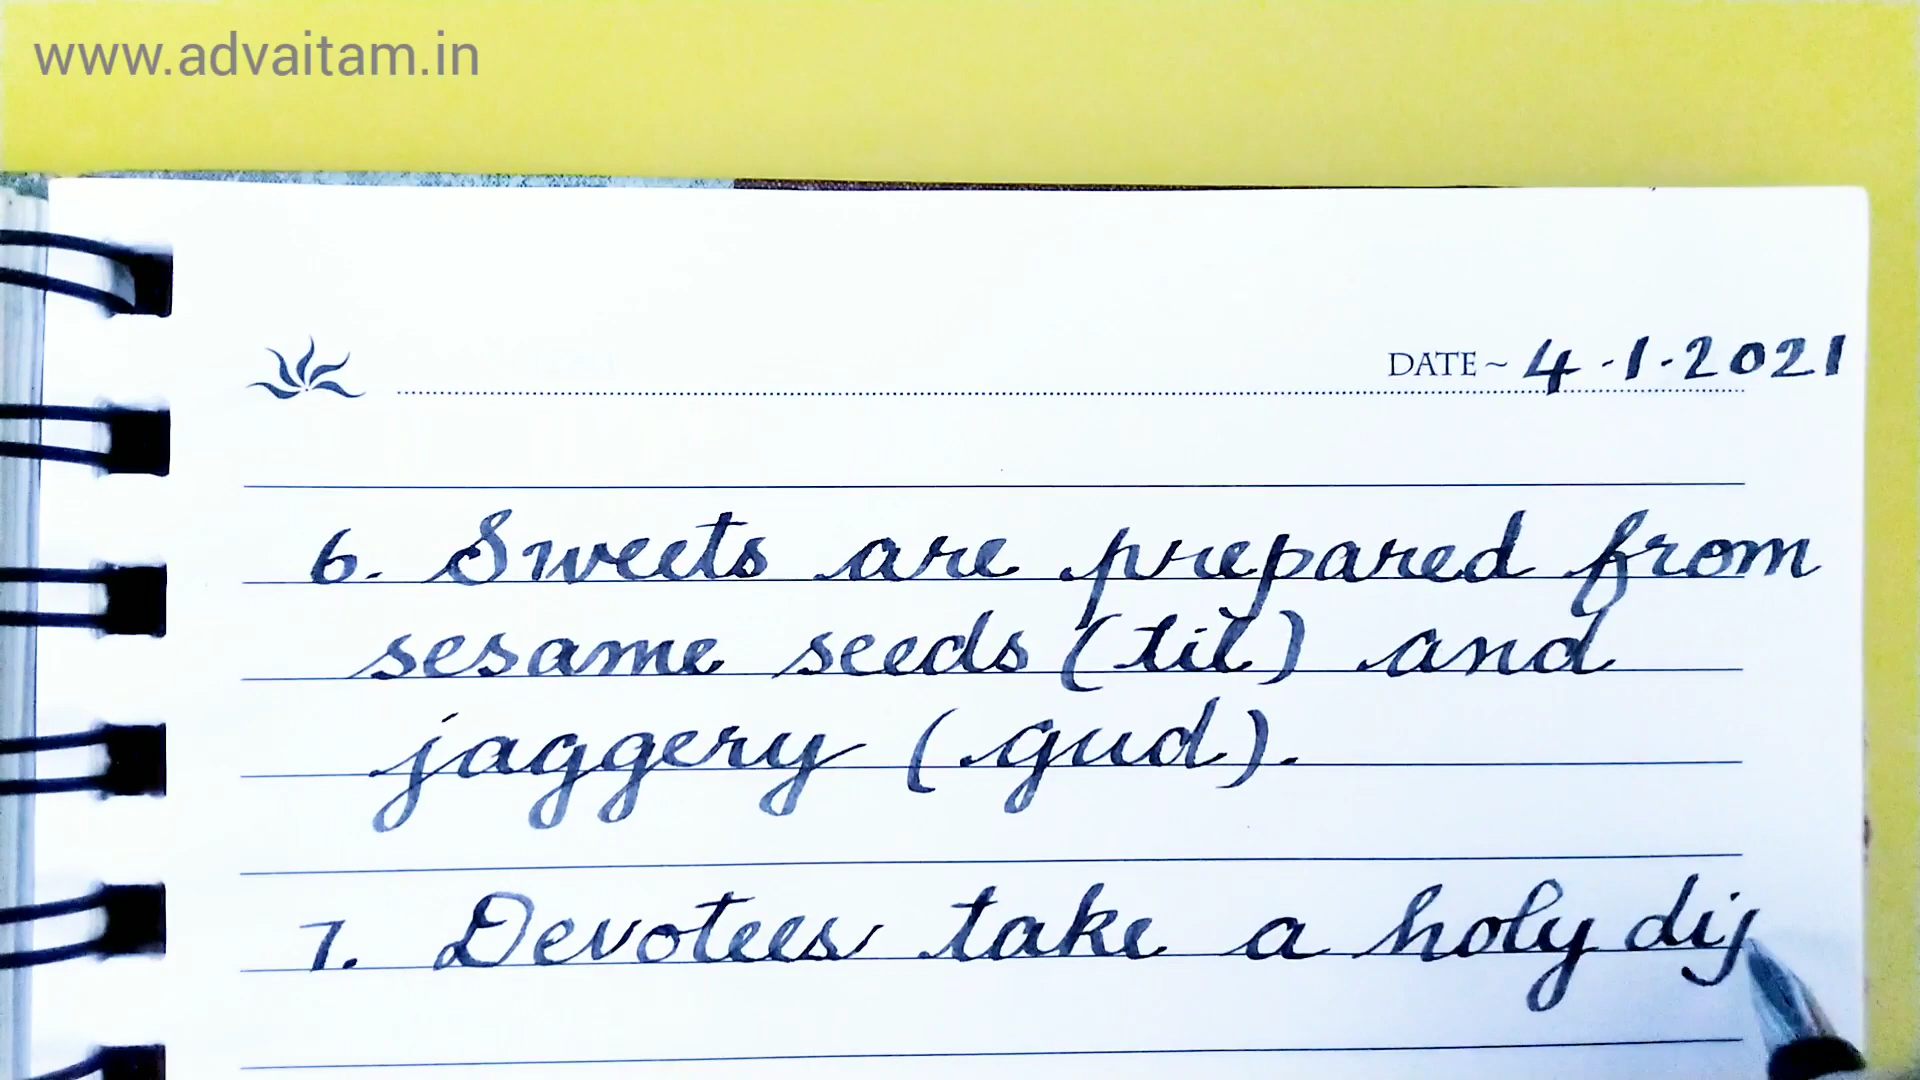 www.advaitam.in
DATE ~ 4.1.2021
6. Sweets are prepared from
sesame seeds (til) and
jaggery (gud).
7. Devotees take a holy